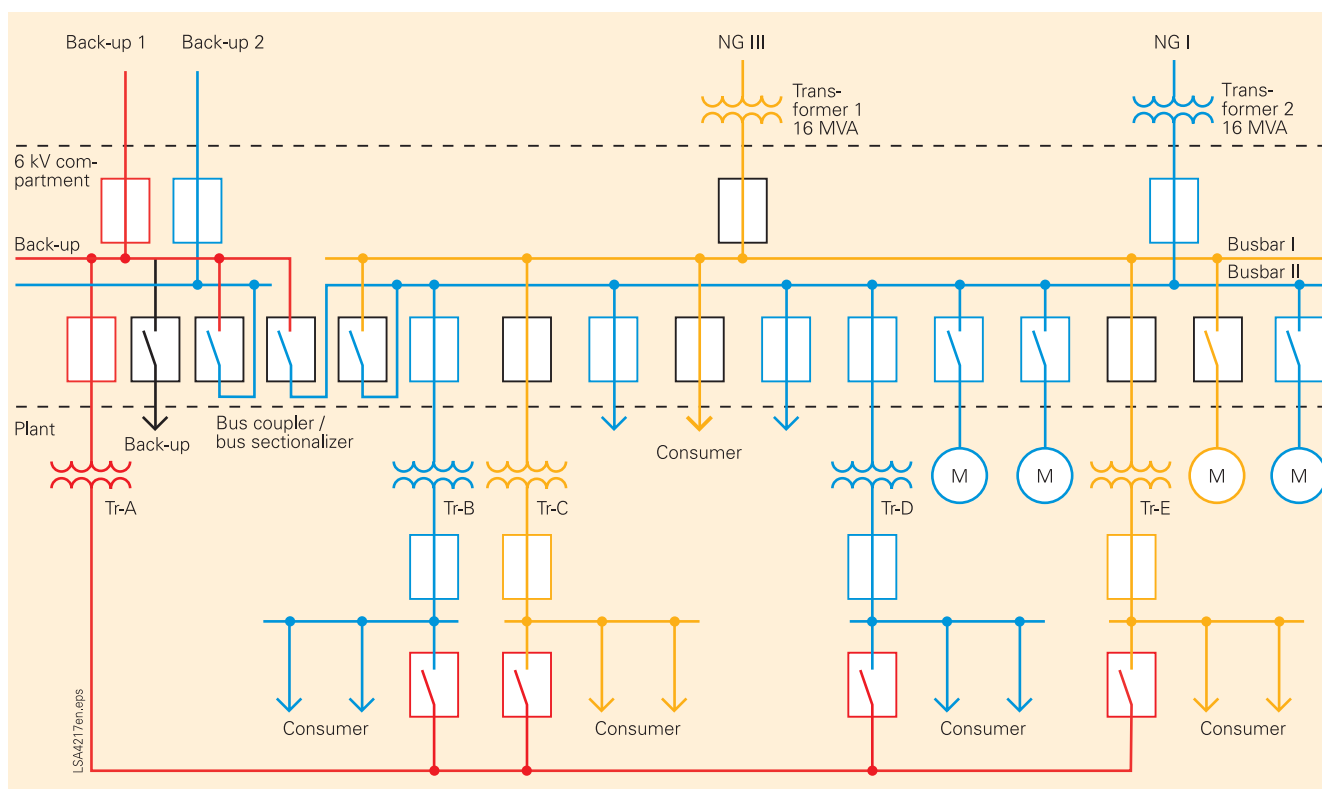 Back-up 1
Back-up 2
NG III
NG I
Trans-
former 1
16 MVA
Trans-
former 2
16 MVA
6 kV com-
partment
Back-up
Busbar I
Busbar II
Plant
Back-up
Bus coupler /
bus sectionalizer
Consumer
M
M
M
M
Tr-A
Tr-B
Tr-C
Tr-D
Tr-E
Consumer
Consumer
Consumer
Consumer
LSA4217en.eps